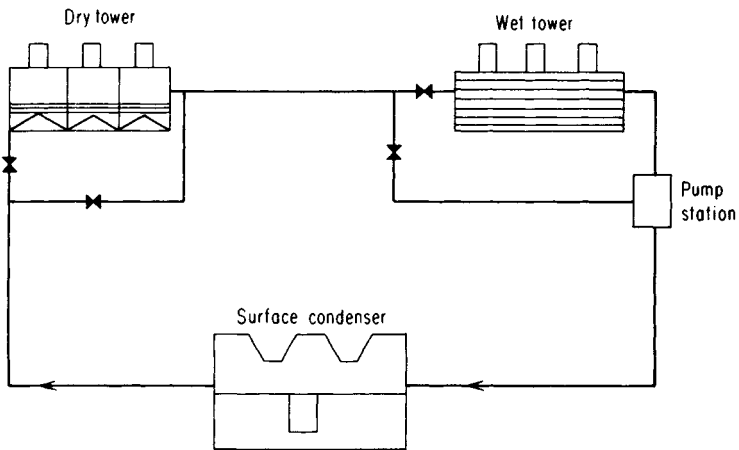 Dry tower
Wet tower
Pump
station
Surface condenser